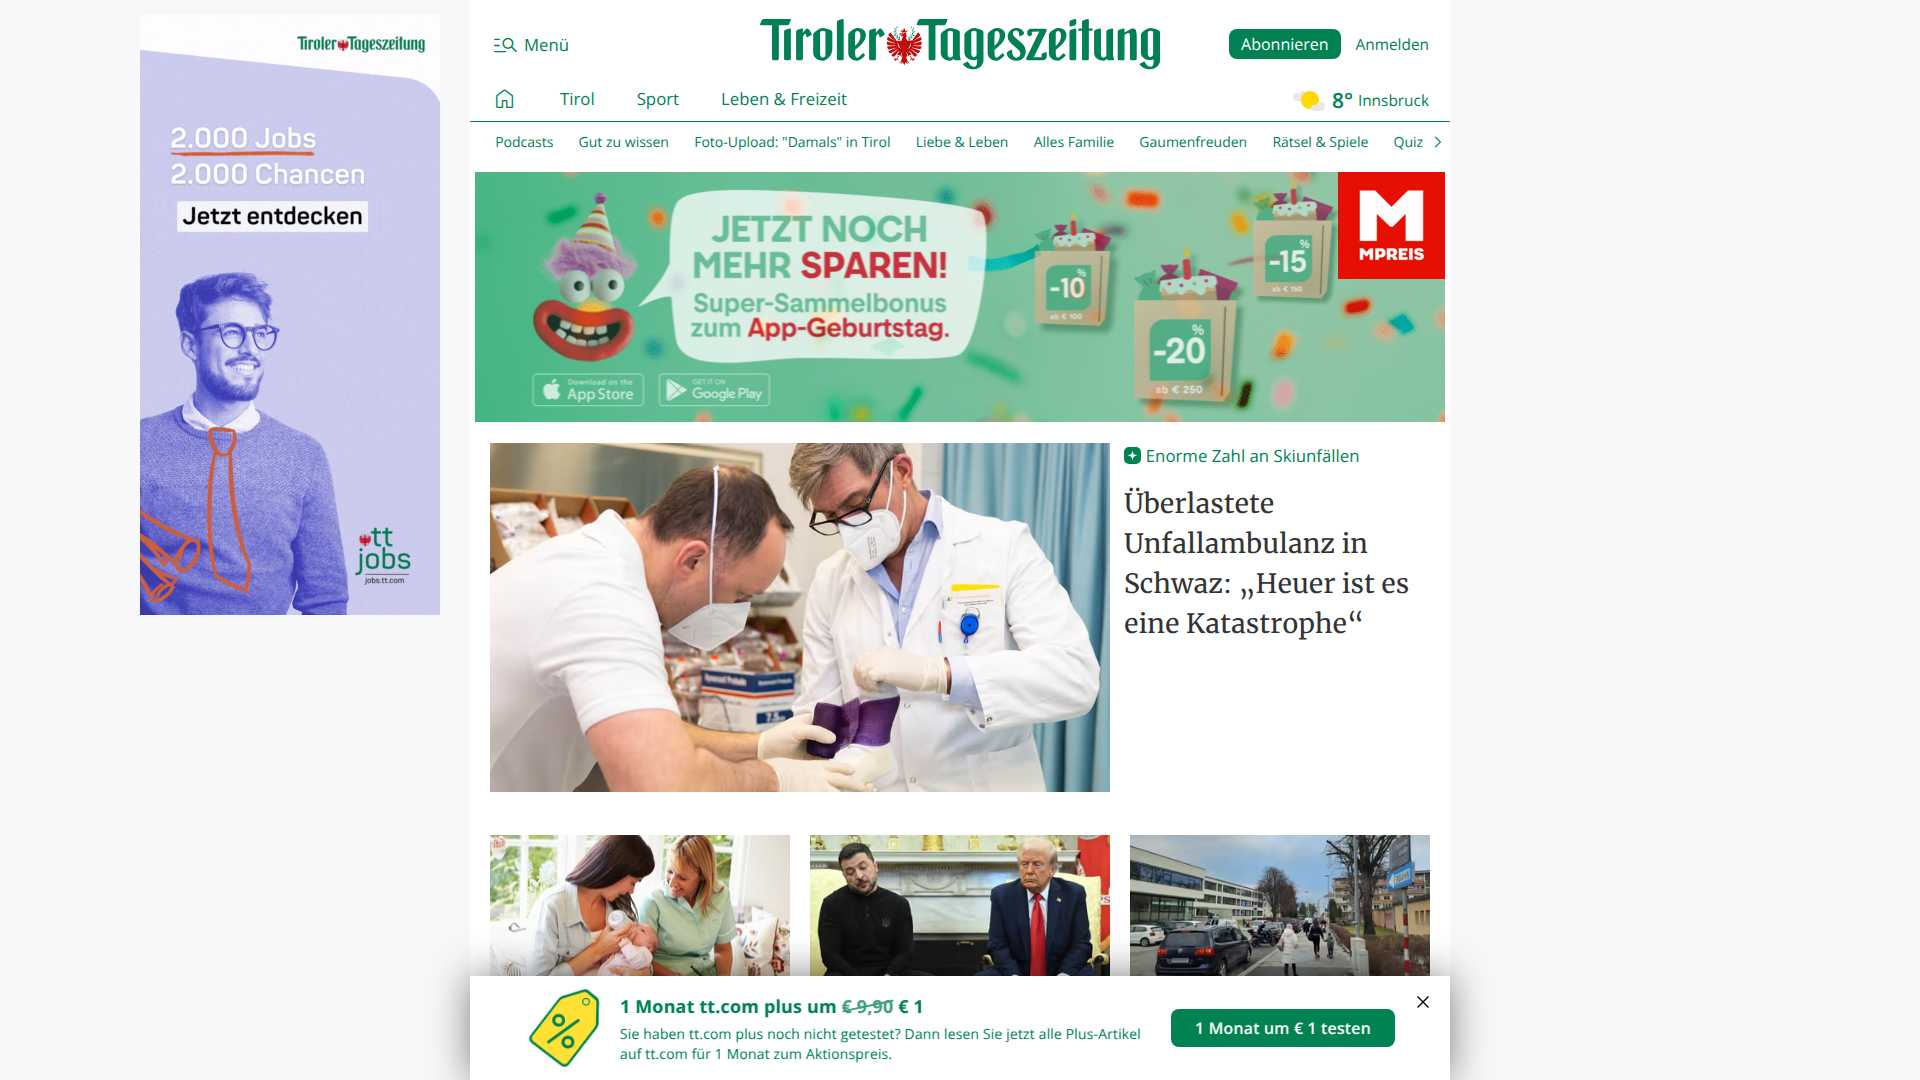 Tiroler Tageszeitung
2.000 Jobs
2.000 Chancen
Jetzt entdecken
tt
jobs
jobs.tt.com
Menü
Tiroler Tageszeitung
Abonnieren
Anmelden
Tirol
Sport
Leben & Freizeit
8° Innsbruck
Podcasts
Gut zu wissen
Foto-Upload: "Damals" in Tirol
Liebe & Leben
Alles Familie
Gaumenfreuden
Rätsel & Spiele
Quiz
JETZT NOCH
MEHR SPAREN!
Super-Sammelbonus
zum App-Geburtstag.
Download on the
App Store
GET IT ON
Google Play
-10%
ab € 100
-20%
ab € 250
-15%
ab € 150
M
MPREIS
Enorme Zahl an Skiunfällen
Überlastete
Unfallambulanz in
Schwaz: „Heuer ist es
eine Katastrophe“
1 Monat tt.com plus um € 9,90 € 1
Sie haben tt.com plus noch nicht getestet? Dann lesen Sie jetzt alle Plus-Artikel
auf tt.com für 1 Monat zum Aktionspreis.
1 Monat um € 1 testen